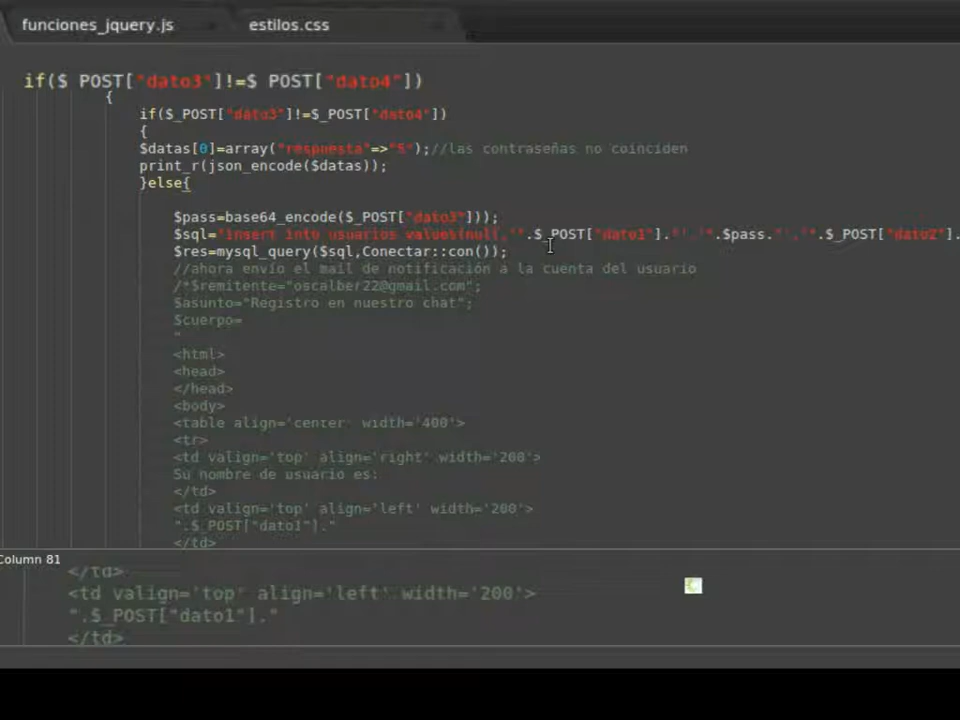 funciones_jquery.js
estilos.css
if($ POST["dato3"]!=$ POST["dato4"])
{
if($_POST["dato3"]!=$_POST["dato4"])
{
$datas[0]=array("respuesta"=>"5");//las contraseñas no coinciden
print_r(json_encode($datas));
}else{
$pass=base64_encode($_POST["dato3"]));
$sql="insert into usuarios values(null,'".$_POST["dato1"]."','".$pass."','".$_POST["dato2"].
$res=mysql_query($sql,Conectar::con());
//ahora envío el mail de notificación a la cuenta del usuario
/*$remitente="oscalber22@gmail.com";
$asunto="Registro en nuestro chat";
$cuerpo=
"
<html>
<head>
</head>
<body>
<table align='center' width='400'>
<tr>
<td valign='top' align='right' width='200'>
Su nombre de usuario es:
</td>
<td valign='top' align='left' width='200'>
".$_POST["dato1"]."
</td>
Column 81
</td>
<td valign='top' align='left' width='200'>
".$_POST["dato1"]."
</td>